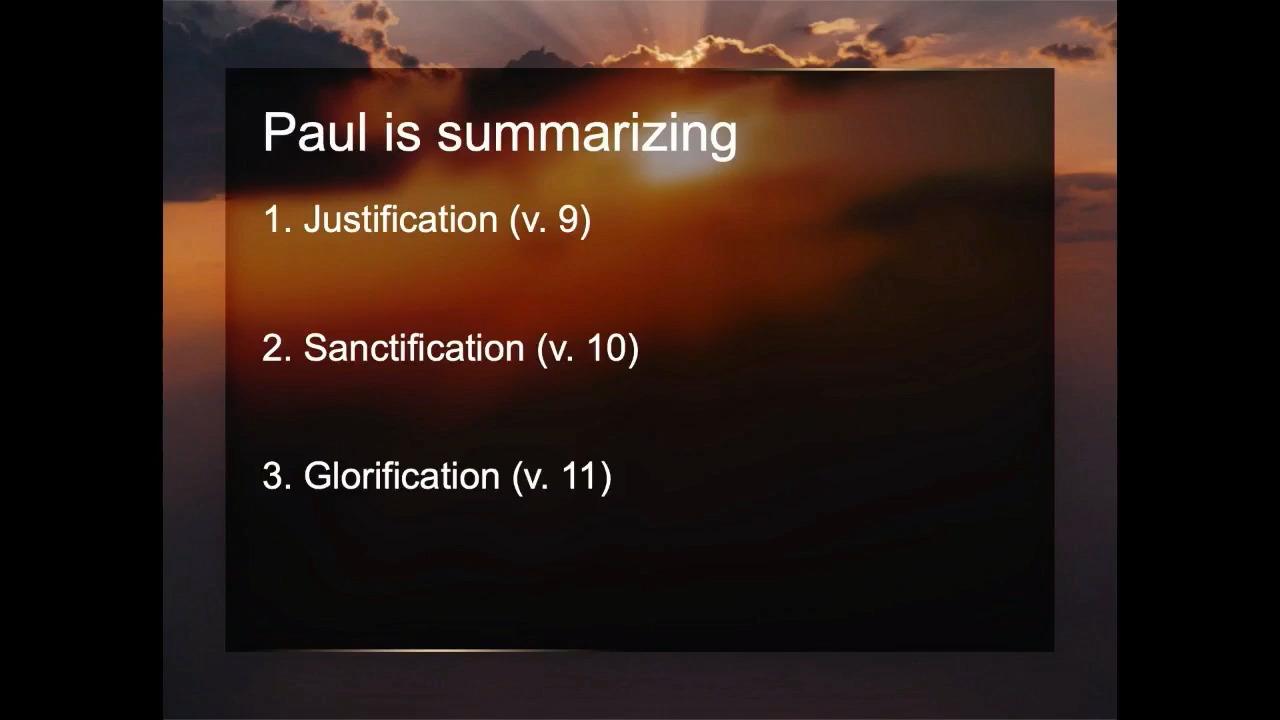 Paul is summarizing
1. Justification (v. 9)
2. Sanctification (v. 10)
3. Glorification (v. 11)